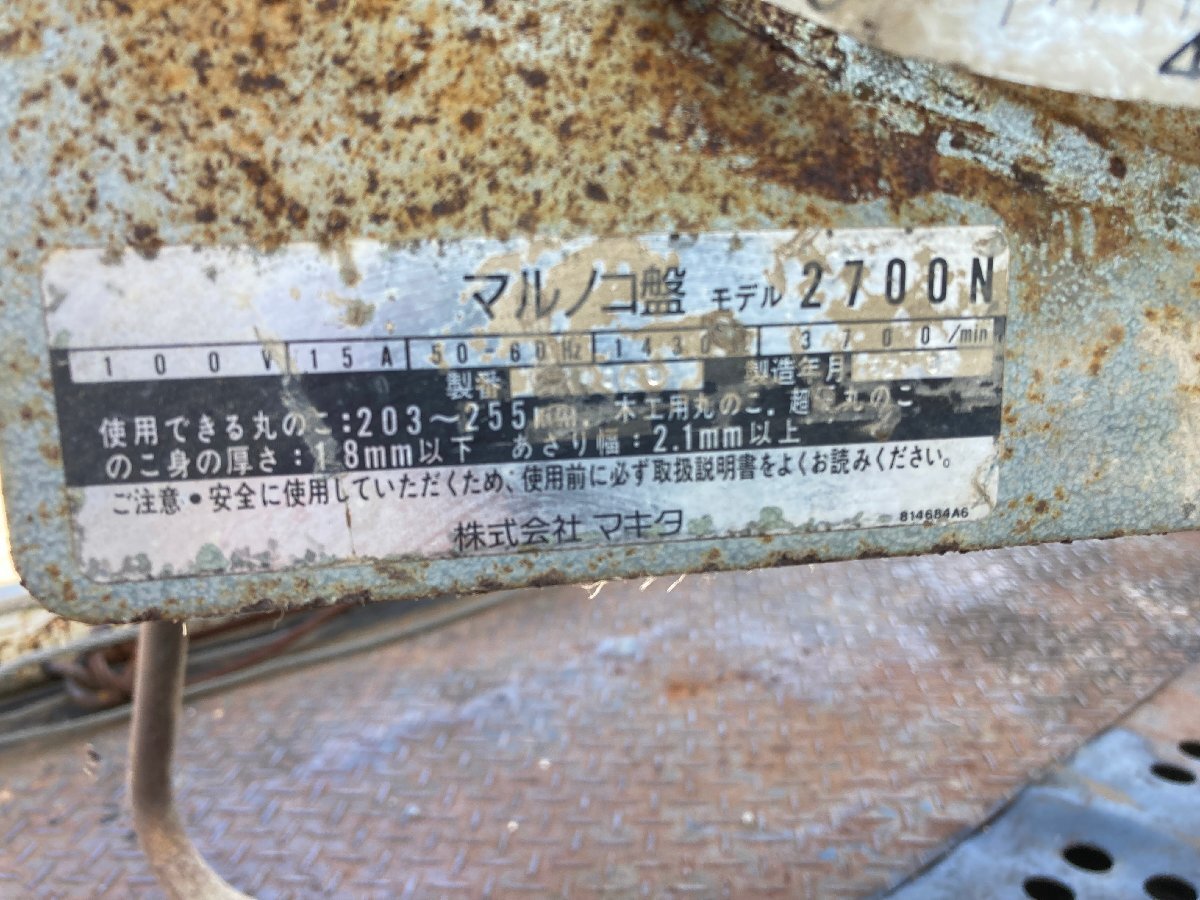 マルノコ盤 モデル 2700N
100V 15A 50-60Hz 1430 3700/min
製番 製造年月
使用できる丸のこ:203〜255mm. 木工用丸のこ. 超硬丸のこ
のこ身の厚さ:1.8mm以下 あさり幅:2.1mm以上
ご注意 ●安全に使用していただくため、使用前に必ず取扱説明書をよくお読みください。
株式会社 マキタ 814684A6